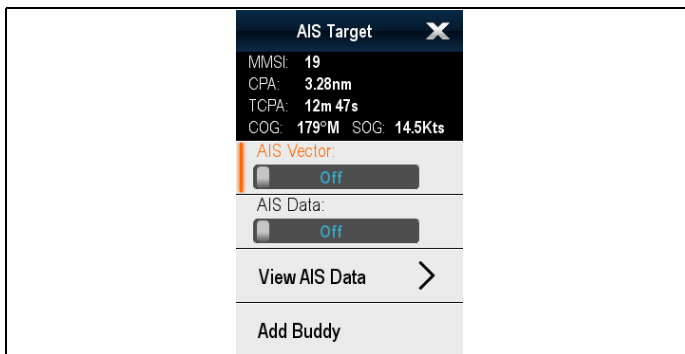 AIS Target X
MMSI: 19
CPA: 3.28nm
TCPA: 12m 47s
COG: 179°M SOG: 14.5Kts
AIS Vector:
Off
AIS Data:
Off
View AIS Data >
Add Buddy